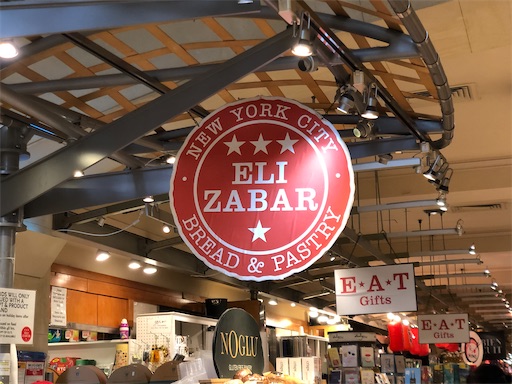 NEW YORK CITY
ELI
ZABAR
BREAD & PASTRY
E★A★T
Gifts
E★A★T
Gifts
NOGLU